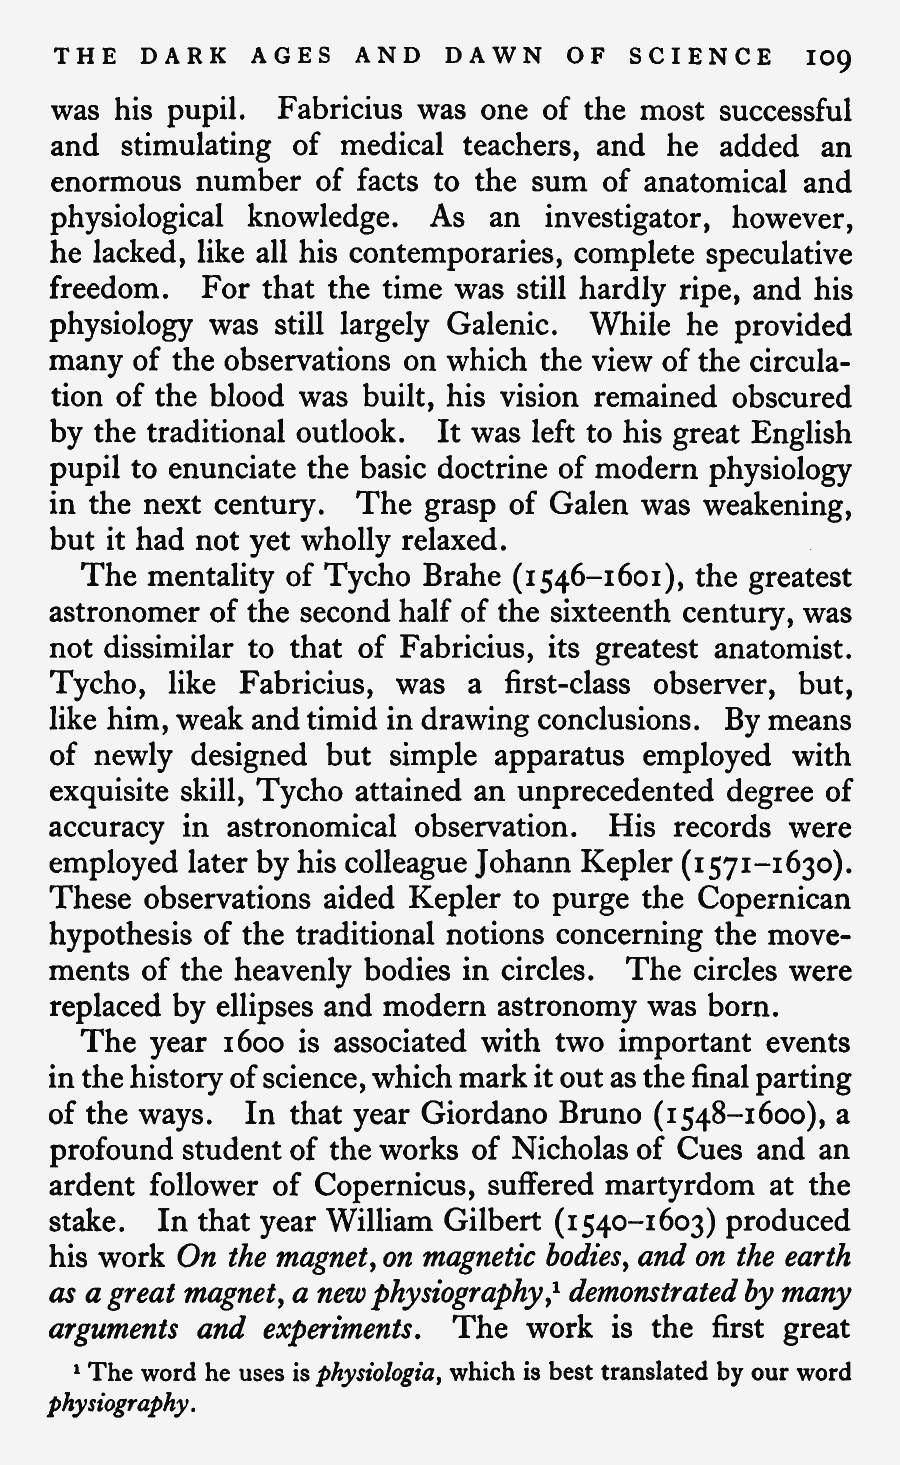 THE DARK AGES AND DAWN OF SCIENCE 109
was his pupil. Fabricius was one of the most successful
and stimulating of medical teachers, and he added an
enormous number of facts to the sum of anatomical and
physiological knowledge. As an investigator, however,
he lacked, like all his contemporaries, complete speculative
freedom. For that the time was still hardly ripe, and his
physiology was still largely Galenic. While he provided
many of the observations on which the view of the circula-
tion of the blood was built, his vision remained obscured
by the traditional outlook. It was left to his great English
pupil to enunciate the basic doctrine of modern physiology
in the next century. The grasp of Galen was weakening,
but it had not yet wholly relaxed.
The mentality of Tycho Brahe (1546–1601), the greatest
astronomer of the second half of the sixteenth century, was
not dissimilar to that of Fabricius, its greatest anatomist.
Tycho, like Fabricius, was a first-class observer, but,
like him, weak and timid in drawing conclusions. By means
of newly designed but simple apparatus employed with
exquisite skill, Tycho attained an unprecedented degree of
accuracy in astronomical observation. His records were
employed later by his colleague Johann Kepler (1571–1630).
These observations aided Kepler to purge the Copernican
hypothesis of the traditional notions concerning the move-
ments of the heavenly bodies in circles. The circles were
replaced by ellipses and modern astronomy was born.
The year 1600 is associated with two important events
in the history of science, which mark it out as the final parting
of the ways. In that year Giordano Bruno (1548–1600), a
profound student of the works of Nicholas of Cues and an
ardent follower of Copernicus, suffered martyrdom at the
stake. In that year William Gilbert (1540–1603) produced
his work On the magnet, on magnetic bodies, and on the earth
as a great magnet, a new physiography,¹ demonstrated by many
arguments and experiments. The work is the first great
¹ The word he uses is physiologia, which is best translated by our word
physiography.